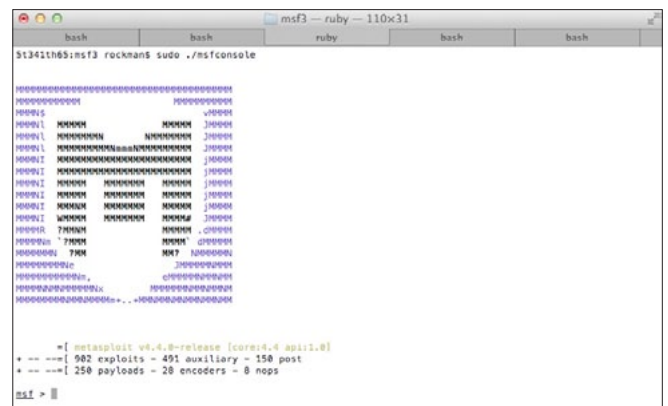 msf3 — ruby — 110×31
bash bash ruby bash bash
St341th65:msf3 rockman$ sudo ./msfconsole
=[ metasploit v4.4.0-release [core:4.4 api:1.0]
+ -- --=[ 902 exploits - 491 auxiliary - 150 post
+ -- --=[ 250 payloads - 28 encoders - 8 nops
msf >